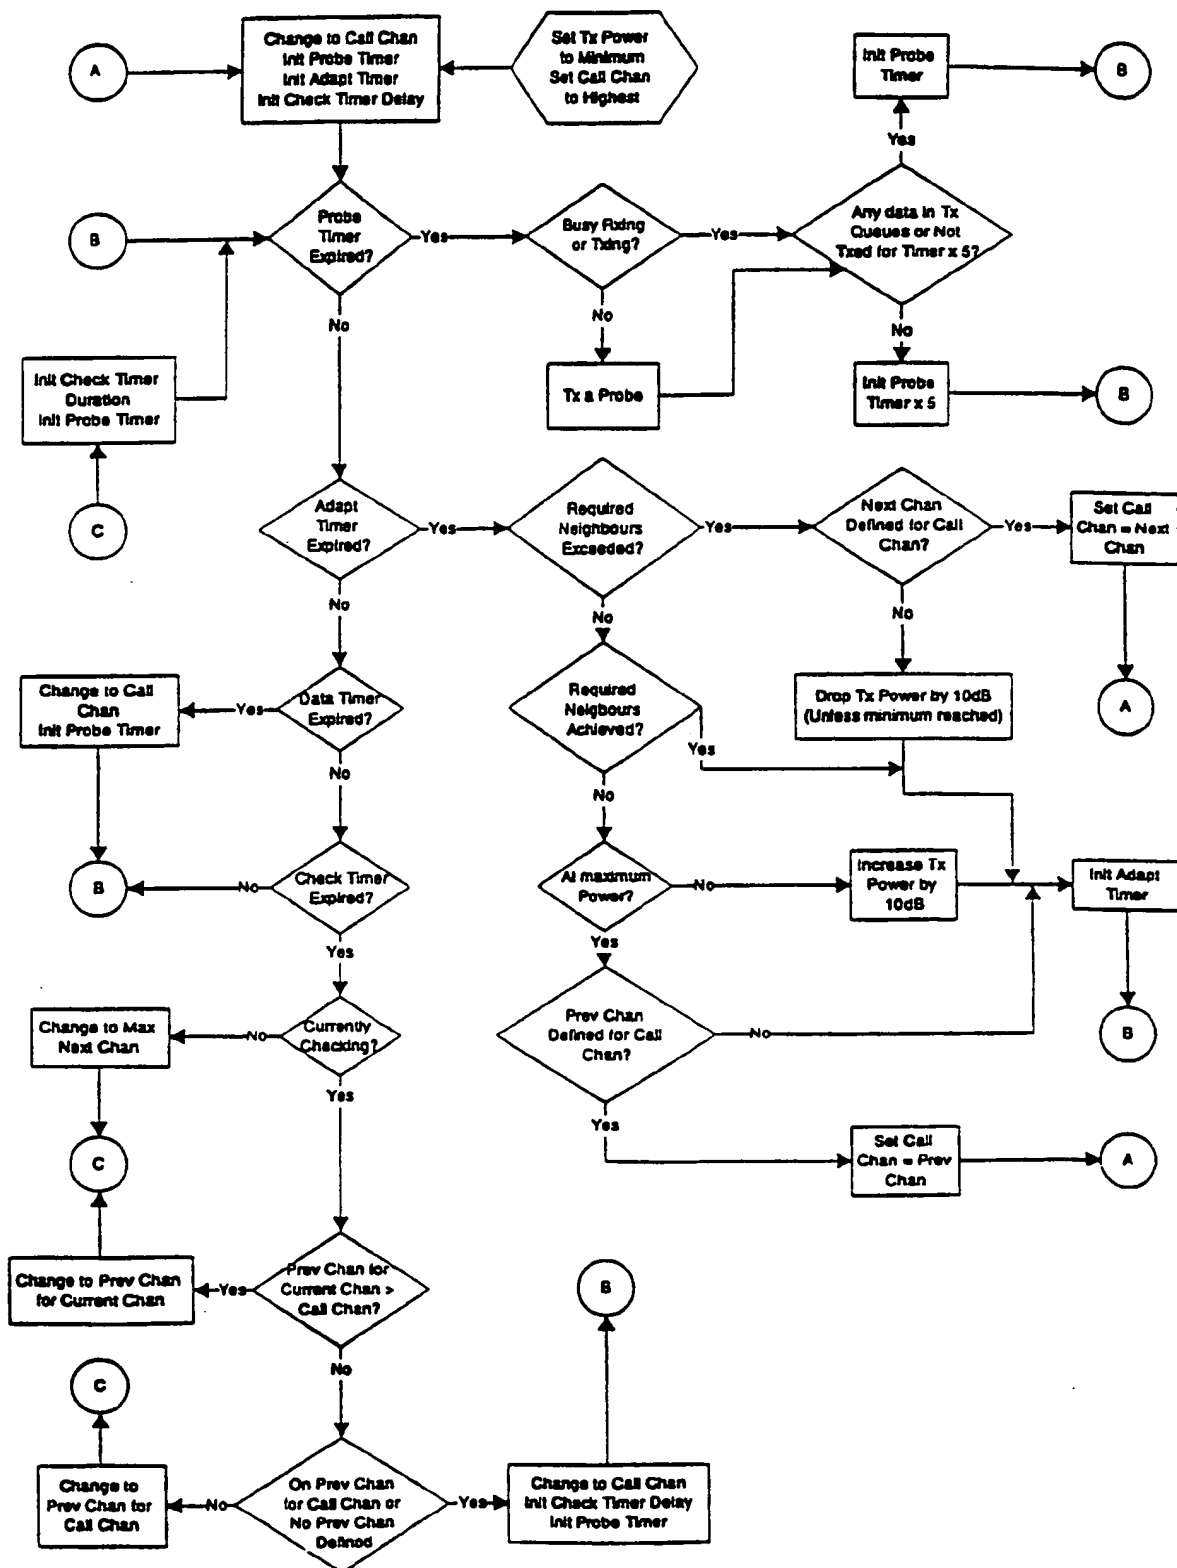 A
Change to Call Chan
Init Probe Timer
Init Adapt Timer
Init Check Timer Delay
Set Tx Power
to Minimum
Set Call Chan
to Highest
Init Probe
Timer
B
Yes
B
Probe
Timer
Expired?
Yes
Busy Rxing
or Txing?
Yes
Any data in Tx
Queues or Not
Txed for Timer x 5?
No
No
No
Init Check Timer
Duration
Init Probe Timer
Tx a Probe
Init Probe
Timer x 5
B
C
Adapt
Timer
Expired?
Yes
Required
Neighbours
Exceeded?
Yes
Next Chan
Defined for Call
Chan?
Yes
Set Call
Chan = Next
Chan
No
No
No
Change to Call
Chan
Init Probe Timer
Yes
Data Timer
Expired?
Required
Neigbours
Achieved?
Yes
Drop Tx Power by 10dB
(Unless minimum reached)
A
No
No
B
No
Check Timer
Expired?
At maximum
Power?
No
Increase Tx
Power by
10dB
Init Adapt
Timer
Yes
Yes
Change to Max
Next Chan
No
Currently
Checking?
Prev Chan
Defined for Call
Chan?
No
B
Yes
Yes
C
Set Call
Chan = Prev
Chan
A
Change to Prev Chan
for Current Chan
Yes
Prev Chan for
Current Chan >
Call Chan?
B
No
C
Change to
Prev Chan for
Call Chan
No
On Prev Chan
for Call Chan or
No Prev Chan
Defined
Yes
Change to Call Chan
Init Check Timer Delay
Init Probe Timer